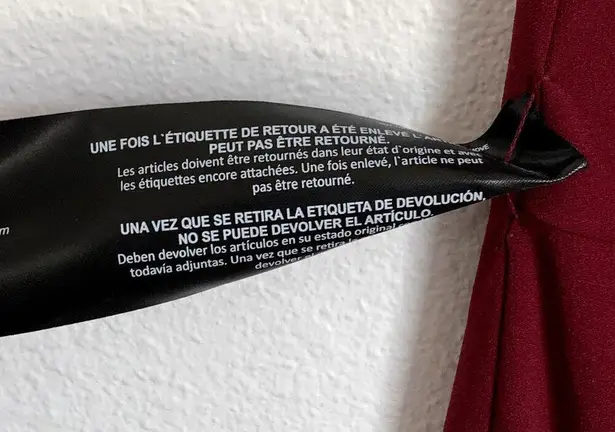 UNE FOIS L`ÉTIQUETTE DE RETOUR A ÉTÉ ENLEVÉ L`
PEUT PAS ÊTRE RETOURNÉ.
Les articles doivent être retournés dans leur état d`origine et avec
les étiquettes encore attachées. Une fois enlevé, l`article ne peut
pas être retourné.
m
UNA VEZ QUE SE RETIRA LA ETIQUETA DE DEVOLUCIÓN,
NO SE PUEDE DEVOLVER EL ARTÍCULO.
Deben devolver los artículos en su estado original
todavía adjuntas. Una vez que se retira
devolver